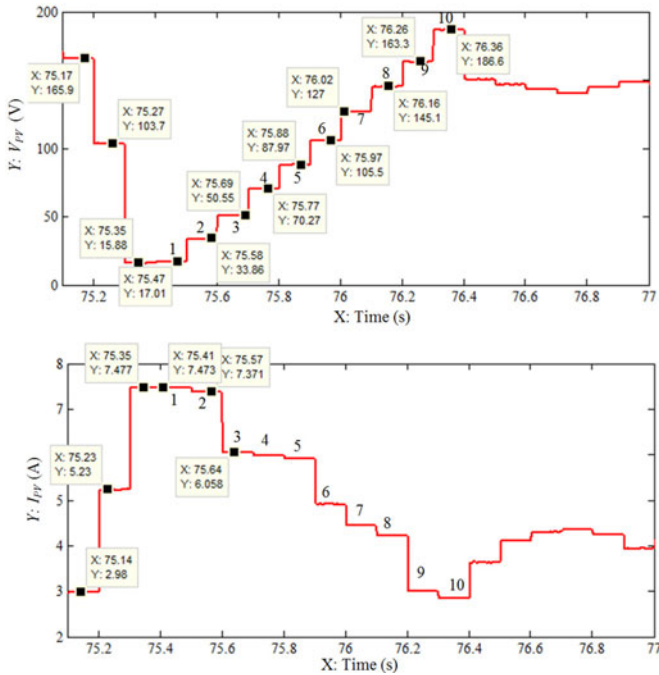 200
10
X: 76.26
Y: 163.3
X: 76.36
Y: 186.6
X: 75.17
Y: 165.9
X: 76.02
Y: 127
8
9
X: 75.27
Y: 103.7
7
X: 76.16
Y: 145.1
X: 75.88
Y: 87.97
6
X: 75.69
Y: 50.55
4
5
X: 75.97
Y: 105.5
X: 75.35
Y: 15.88
1
2
3
X: 75.77
Y: 70.27
X: 75.47
Y: 17.01
X: 75.58
Y: 33.86
100
50
0
Y: V_PV (V)
75.2
75.6
75.8
76
76.2
76.4
76.6
76.8
77
X: Time (s)
8
7
6
5
4
3
2
Y: I_PV (A)
X: 75.35
Y: 7.477
X: 75.41
Y: 7.473
X: 75.57
Y: 7.371
1
2
X: 75.23
Y: 5.23
X: 75.64
Y: 6.058
3
4
5
6
7
8
X: 75.14
Y: 2.98
9
10
75.2
75.4
75.6
75.8
76
76.2
76.4
76.6
76.8
77
X: Time (s)